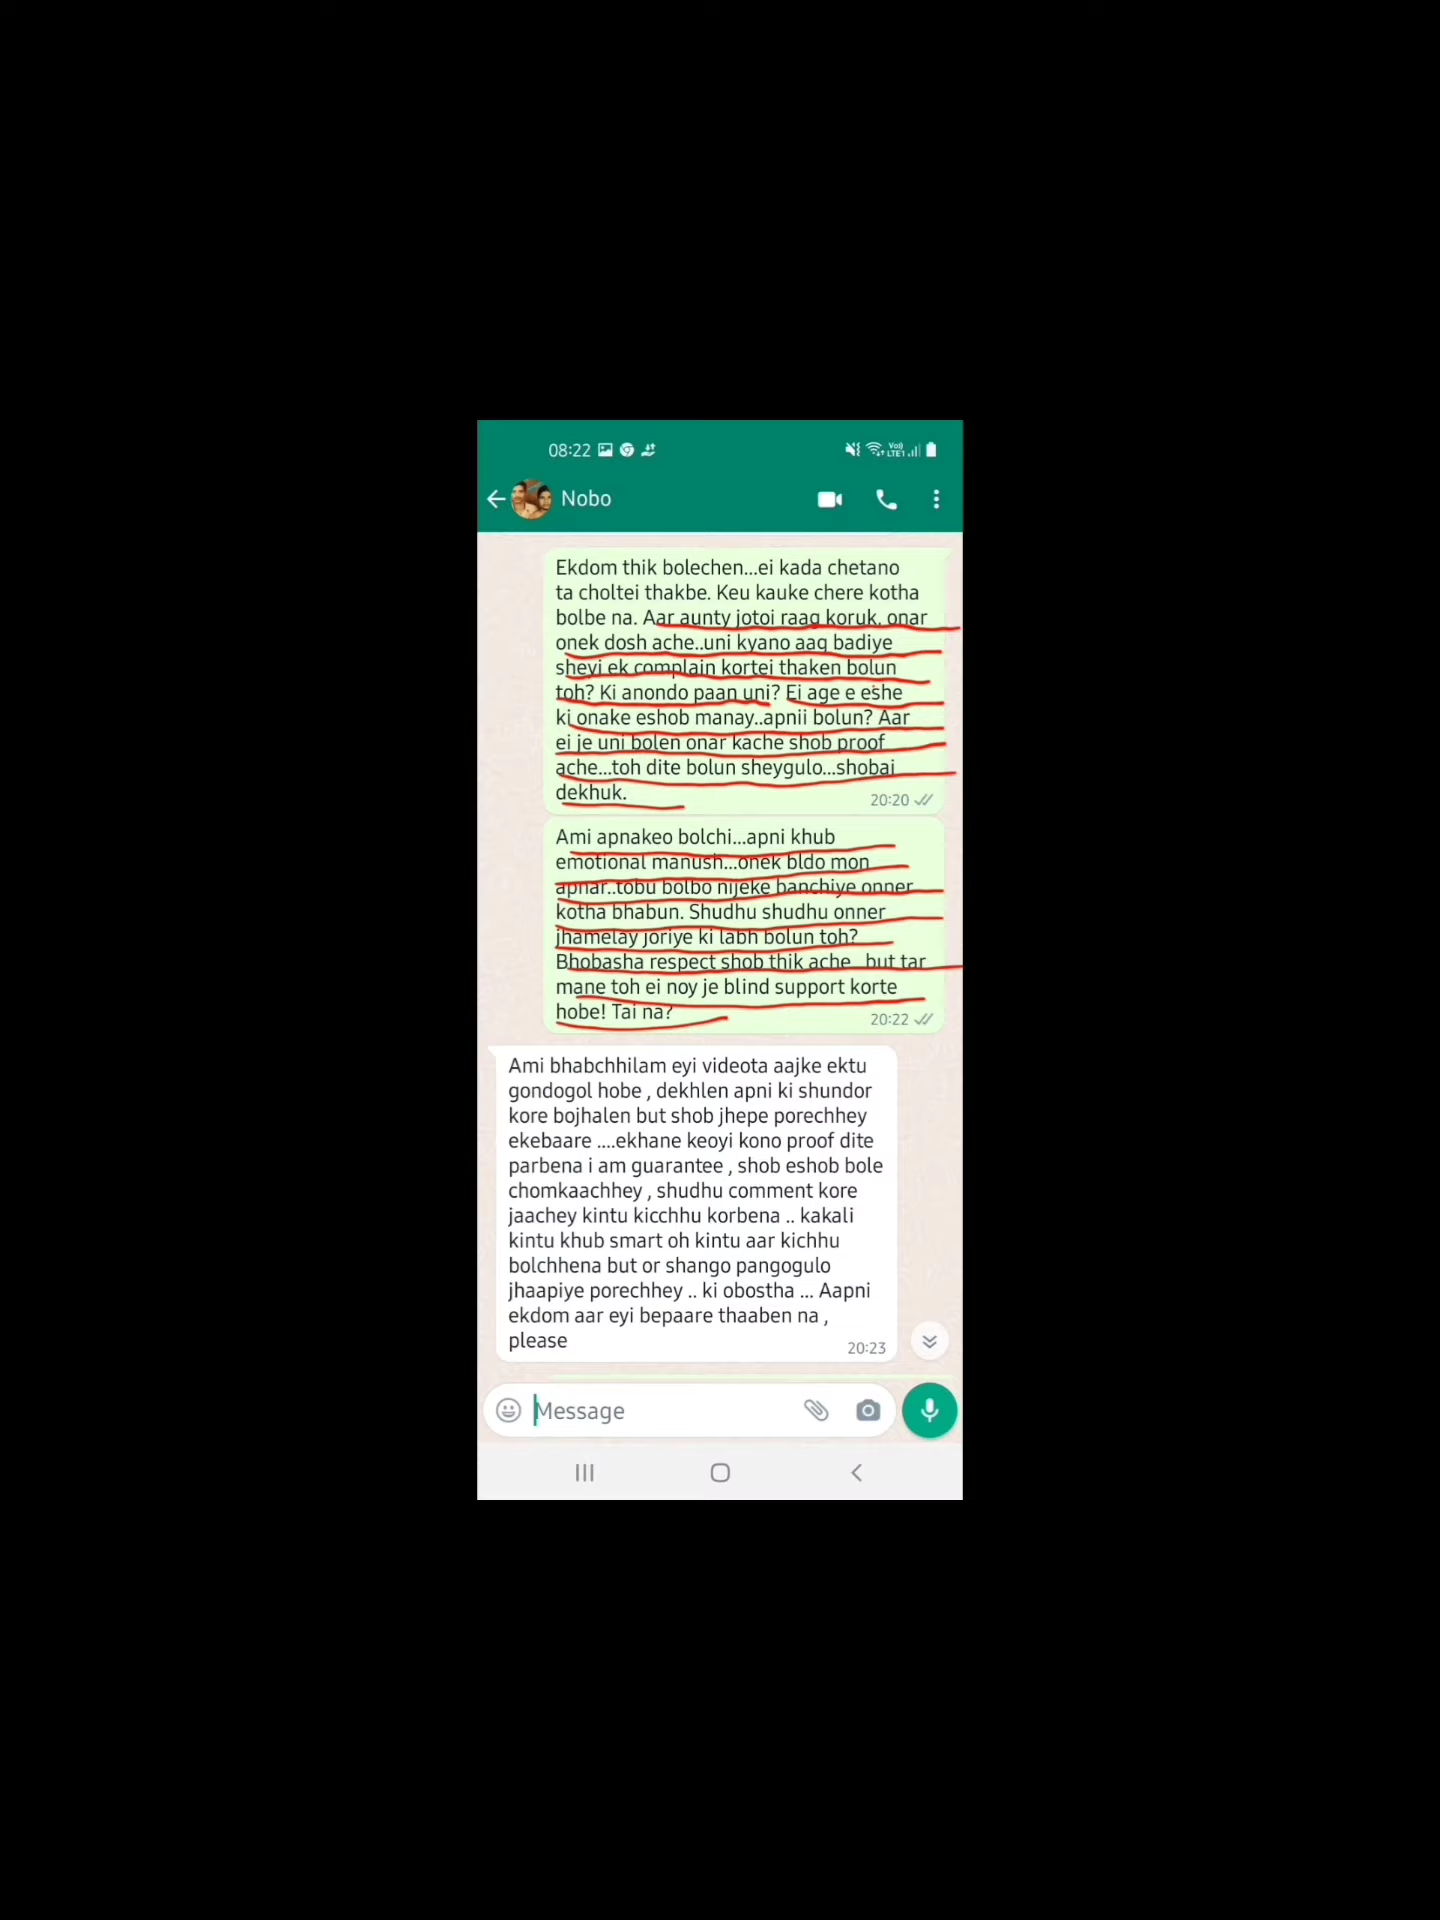 08:22
Vo))
LTE1
Nobo
Ekdom thik bolechen...ei kada chetano
ta choltei thakbe. Keu kauke chere kotha
bolbe na. Aar aunty jotoi raag koruk. onar
onek dosh ache..uni kyano aag badiye
sheyi ek complain kortei thaken bolun
toh? Ki anondo paan uni? Ei age e eshe
ki onake eshob manay..apnii bolun? Aar
ei je uni bolen onar kache shob proof
ache...toh dite bolun sheygulo...shobai
dekhuk.
20:20
Ami apnakeo bolchi...apni khub
emotional manush...onek bldo mon
apnar..tobu bolbo nijeke banchiye onner
kotha bhabun. Shudhu shudhu onner
jhamelay joriye ki labh bolun toh?
Bhobasha respect shob thik ache but tar
mane toh ei noy je blind support korte
hobe! Tai na?
20:22
Ami bhabchhilam eyi videota aajke ektu
gondogol hobe , dekhlen apni ki shundor
kore bojhalen but shob jhepe porechhey
ekebaare ....ekhane keoyi kono proof dite
parbena i am guarantee , shob eshob bole
chomkaachhey , shudhu comment kore
jaachey kintu kicchhu korbena .. kakali
kintu khub smart oh kintu aar kichhu
bolchhena but or shango pangogulo
jhaapiye porechhey .. ki obostha ... Aapni
ekdom aar eyi bepaare thaaben na ,
please
20:23
Message